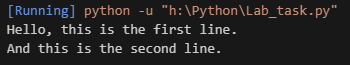 [Running] python -u "h:\Python\Lab_task.py"
Hello, this is the first line.
And this is the second line.